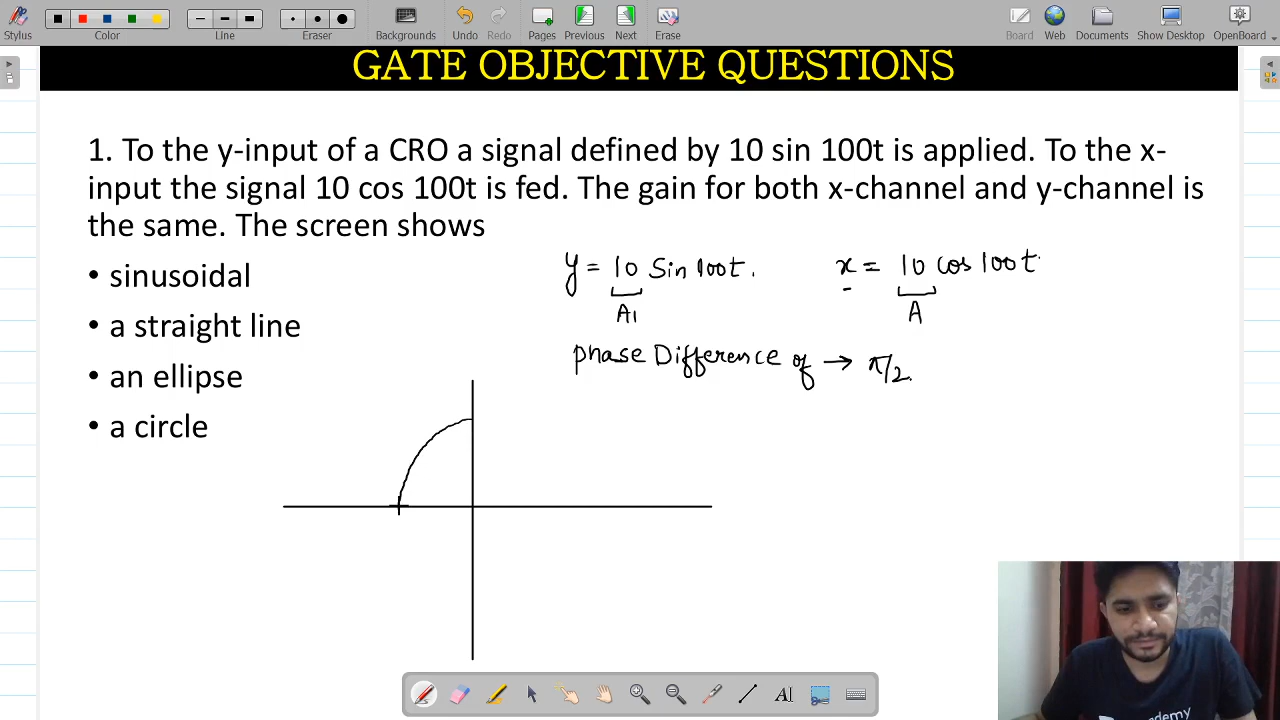 Stylus
Color
Line
Eraser
Backgrounds
Undo
Redo
Pages
Previous
Next
Erase
Board
Web
Documents
Show Desktop
OpenBoard
GATE OBJECTIVE QUESTIONS
1. To the y-input of a CRO a signal defined by 10 sin 100t is applied. To the x-
input the signal 10 cos 100t is fed. The gain for both x-channel and y-channel is
the same. The screen shows
• sinusoidal
• a straight line
• an ellipse
• a circle
y = 10 Sin 100t.
x = 10 cos 100t
A1
A
phase Difference of → π/2.